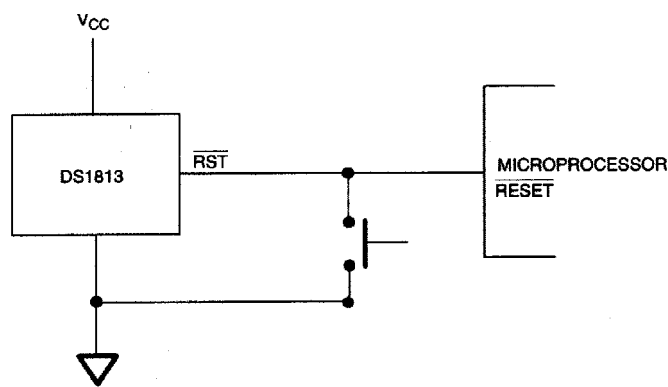 VCC
DS1813
RST
MICROPROCESSOR
RESET